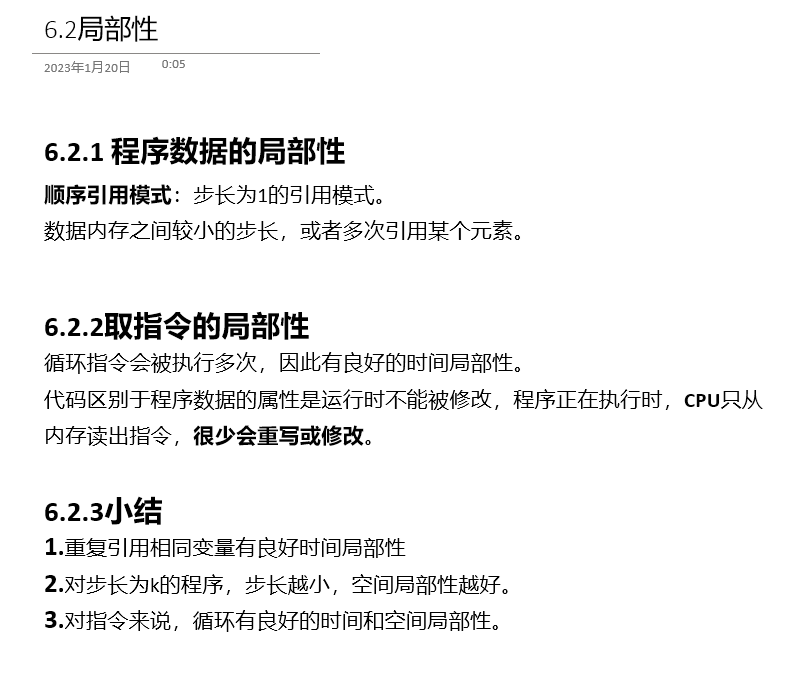 6.2局部性
2023年1月20日 0:05
6.2.1 程序数据的局部性
顺序引用模式：步长为1的引用模式。
数据内存之间较小的步长，或者多次引用某个元素。
6.2.2取指令的局部性
循环指令会被执行多次，因此有良好的时间局部性。
代码区别于程序数据的属性是运行时不能被修改，程序正在执行时，CPU只从
内存读出指令，很少会重写或修改。
6.2.3小结
1.重复引用相同变量有良好时间局部性
2.对步长为k的程序，步长越小，空间局部性越好。
3.对指令来说，循环有良好的时间和空间局部性。